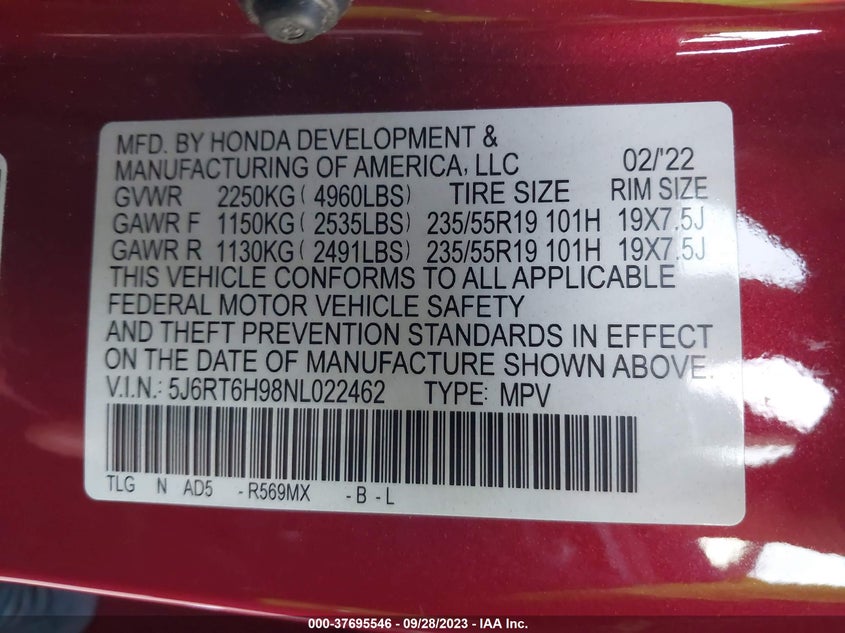 MFD. BY HONDA DEVELOPMENT &
MANUFACTURING OF AMERICA, LLC 02/'22
GVWR 2250KG ( 4960LBS) TIRE SIZE RIM SIZE
GAWR F 1150KG ( 2535LBS) 235/55R19 101H 19X7.5J
GAWR R 1130KG ( 2491LBS) 235/55R19 101H 19X7.5J
THIS VEHICLE CONFORMS TO ALL APPLICABLE
FEDERAL MOTOR VEHICLE SAFETY
AND THEFT PREVENTION STANDARDS IN EFFECT
ON THE DATE OF MANUFACTURE SHOWN ABOVE.
V.I.N.: 5J6RT6H98NL022462 TYPE: MPV
TLG N AD5 -R569MX -B -L
000-37695546 - 09/28/2023 - IAA Inc.